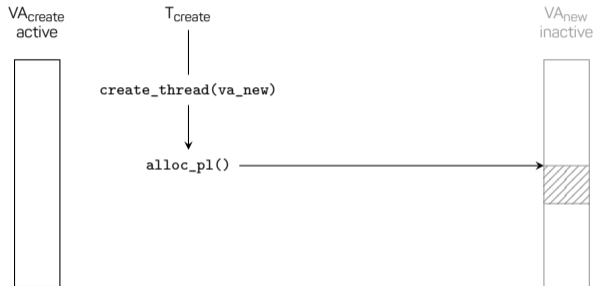 VAcreate
active
Tcreate
VAnew
inactive
create_thread(va_new)
alloc_pl()